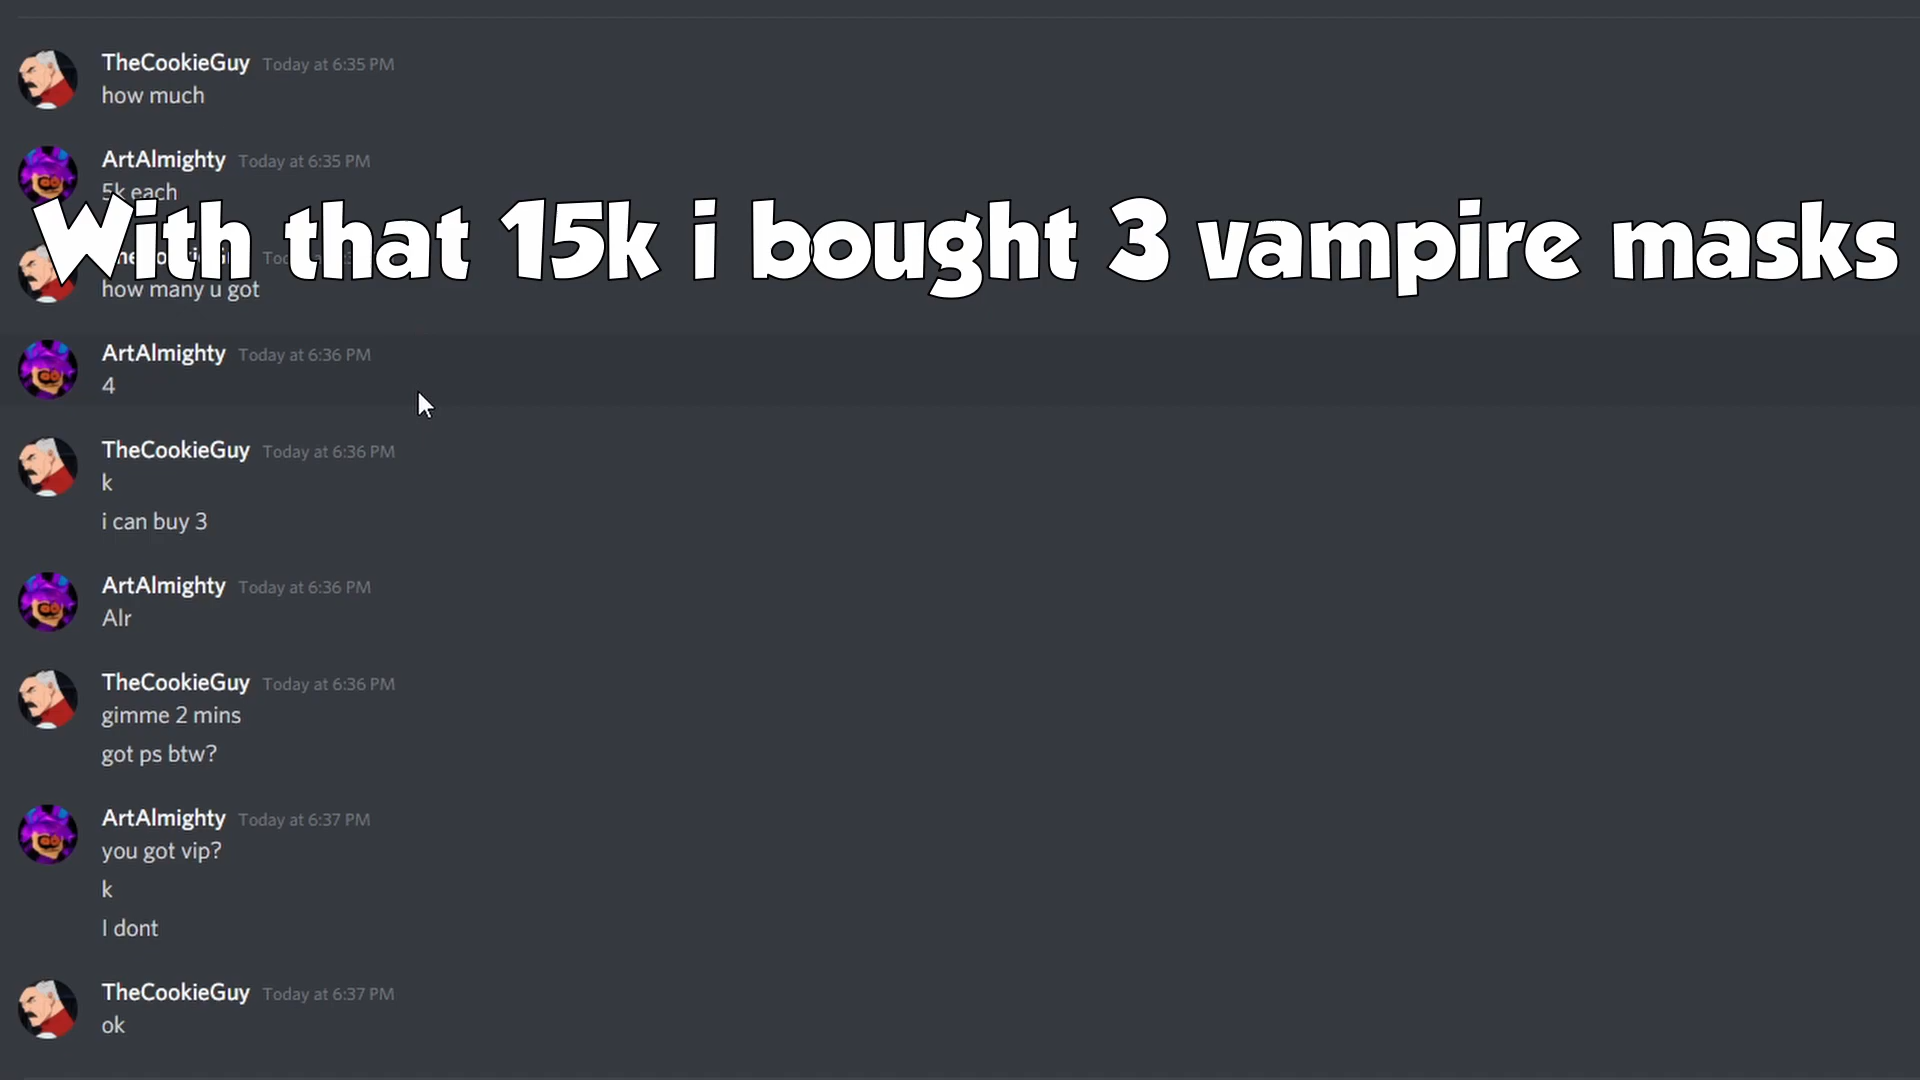 TheCookieGuy Today at 6:35 PM
how much
ArtAlmighty Today at 6:35 PM
5k each
With that 15k i bought 3 vampire masks
how many u got
ArtAlmighty Today at 6:36 PM
4
TheCookieGuy Today at 6:36 PM
k
i can buy 3
ArtAlmighty Today at 6:36 PM
Alr
TheCookieGuy Today at 6:36 PM
gimme 2 mins
got ps btw?
ArtAlmighty Today at 6:37 PM
you got vip?
k
I dont
TheCookieGuy Today at 6:37 PM
ok